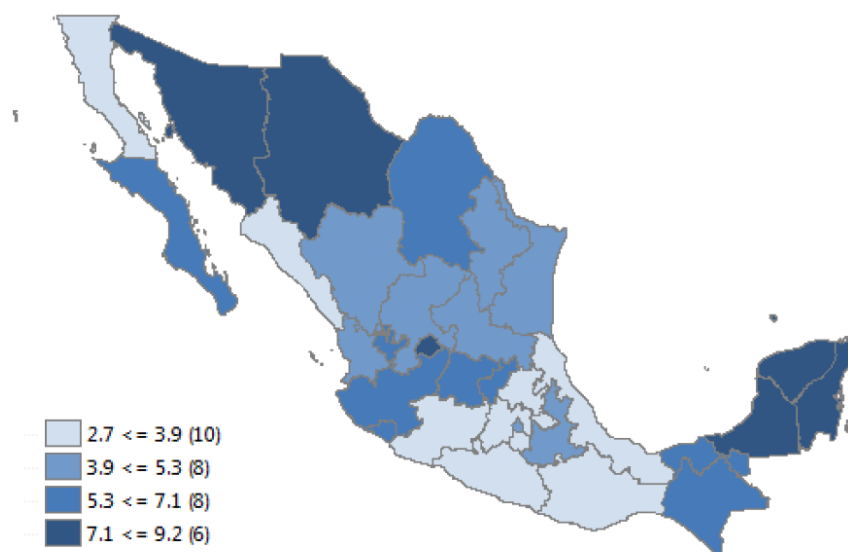 2.7 <= 3.9 (10)
3.9 <= 5.3 (8)
5.3 <= 7.1 (8)
7.1 <= 9.2 (6)